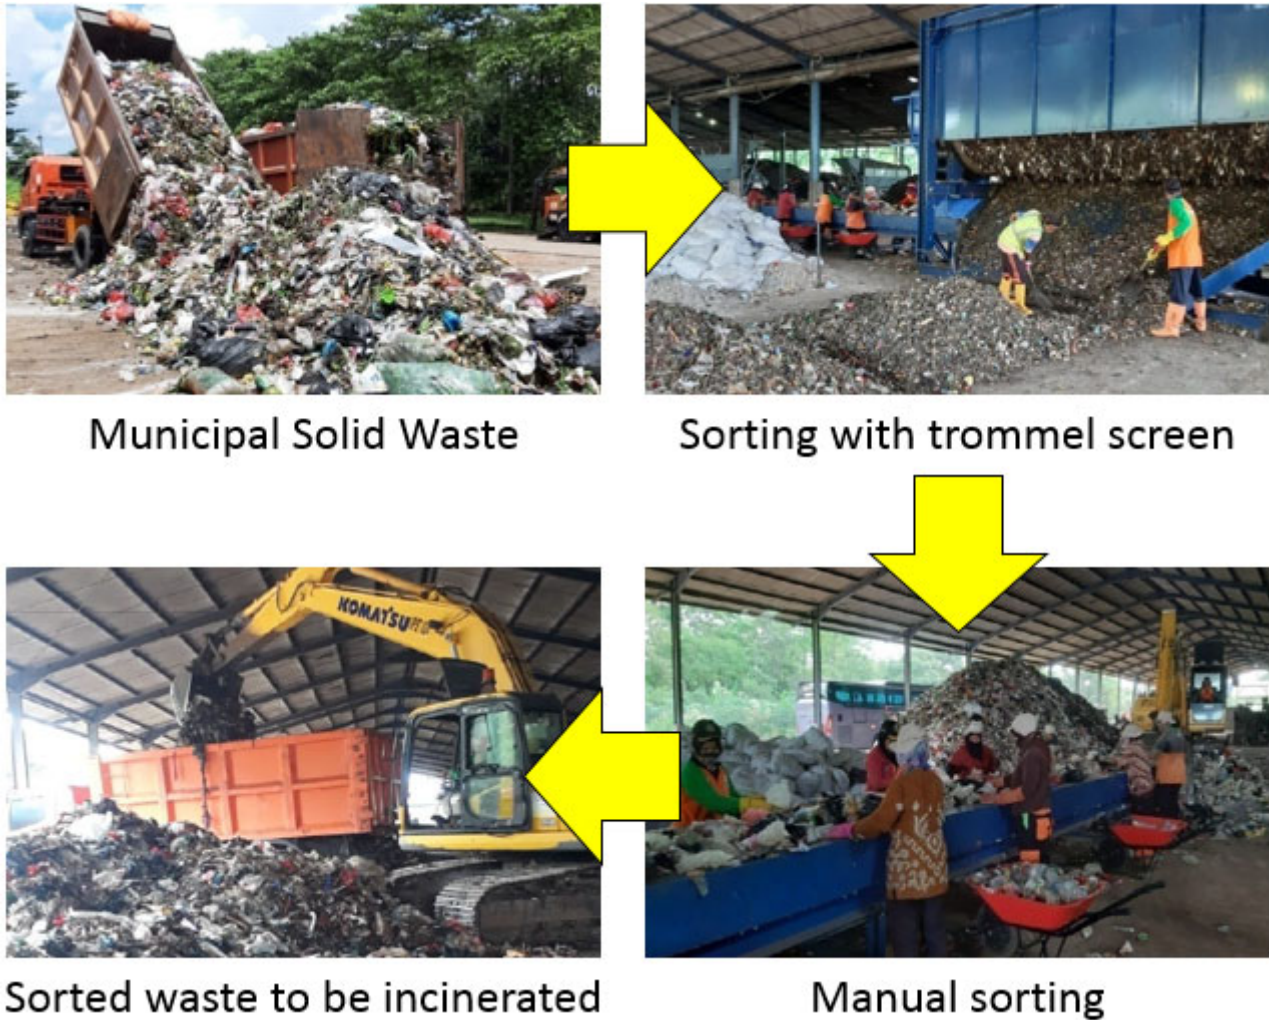 Municipal Solid Waste
Sorting with trommel screen
KOMATSU
Sorted waste to be incinerated
Manual sorting